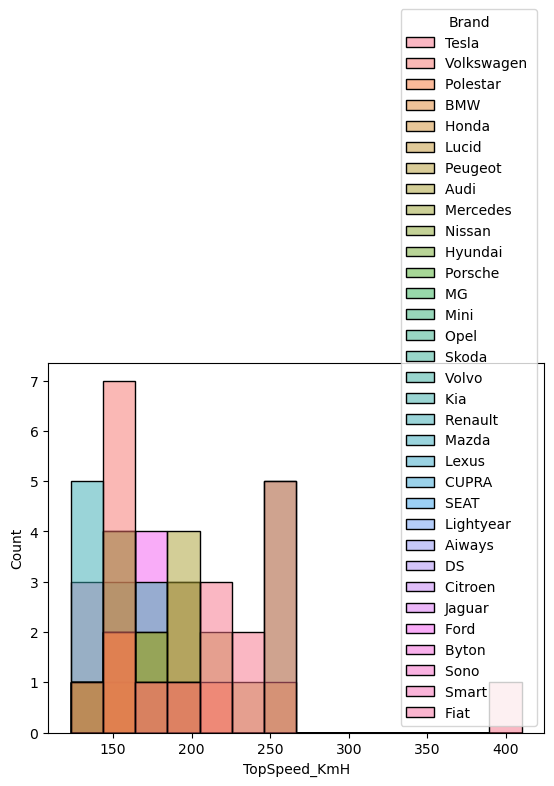 Brand
Tesla
Volkswagen
Polestar
BMW
Honda
Lucid
Peugeot
Audi
Mercedes
Nissan
Hyundai
Porsche
MG
Mini
Opel
Skoda
Volvo
Kia
Renault
Mazda
Lexus
CUPRA
SEAT
Lightyear
Aiways
DS
Citroen
Jaguar
Ford
Byton
Sono
Smart
Fiat
7
6
5
4
3
2
1
0
Count
150 200 250 300 350 400
TopSpeed_KmH